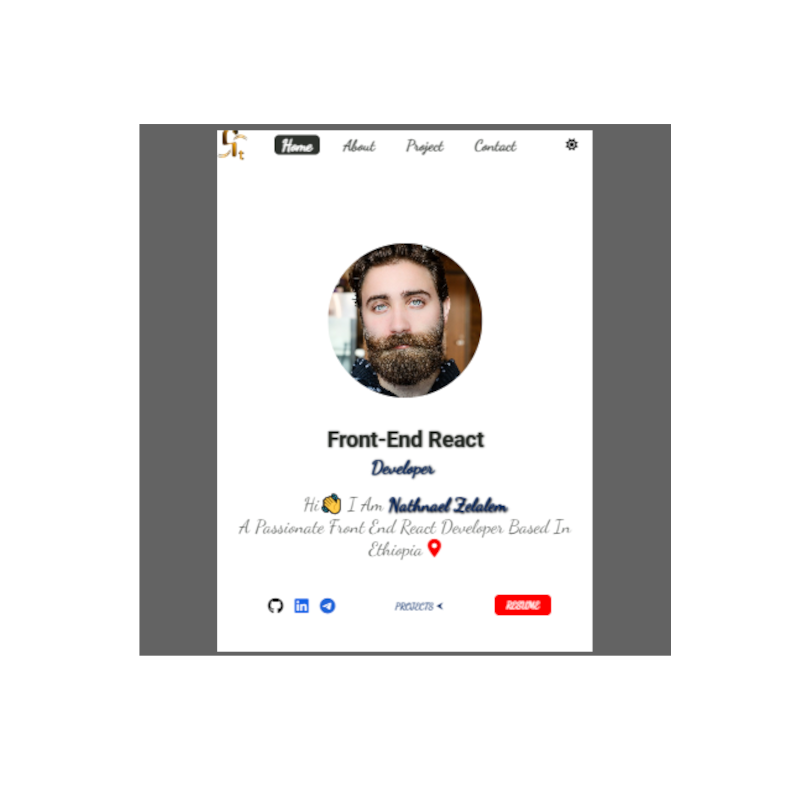 Home About Project Contact
Front-End React
Developer
Hi👋 I Am Nathnael Zelalem
A Passionate Front End React Developer Based In
Ethiopia
PROJECTS RESUME